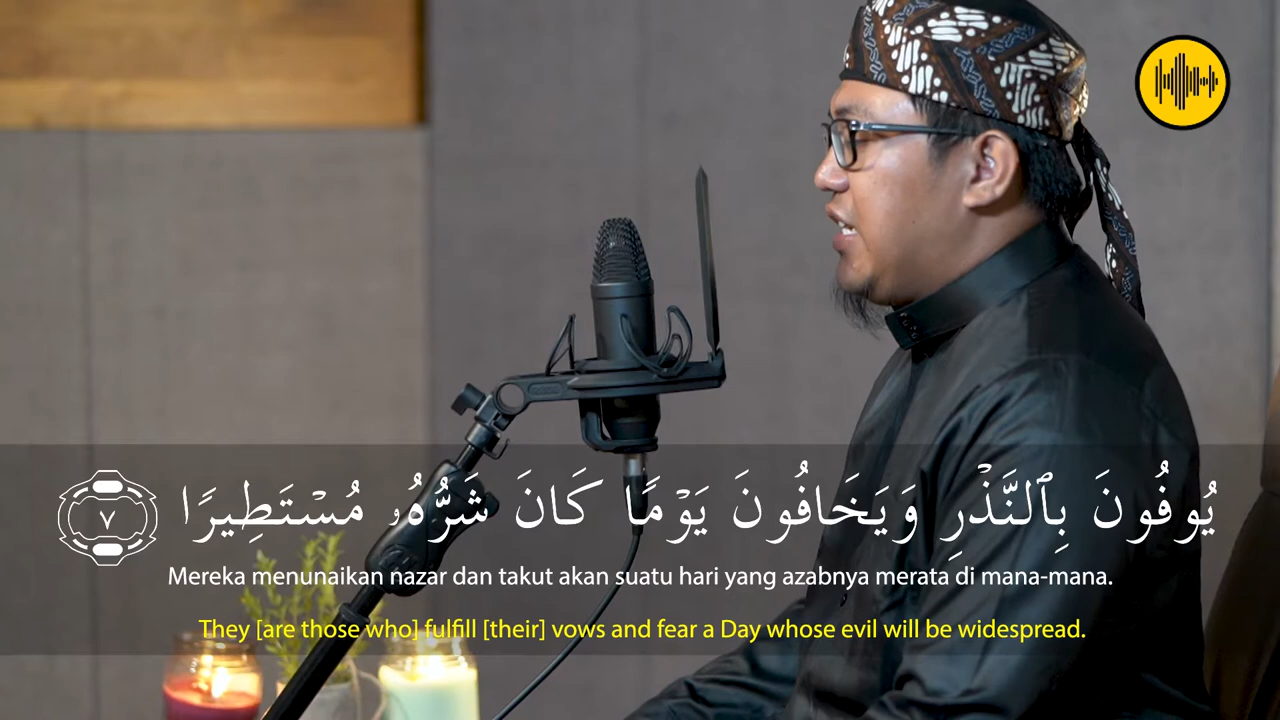 يُوفُونَ بِٱلنَّذْرِ وَيَخَافُونَ يَوْمًا كَانَ شَرُّهُۥ مُسْتَطِيرًا ٧
Mereka menunaikan nazar dan takut akan suatu hari yang azabnya merata di mana-mana.
They [are those who] fulfill [their] vows and fear a Day whose evil will be widespread.